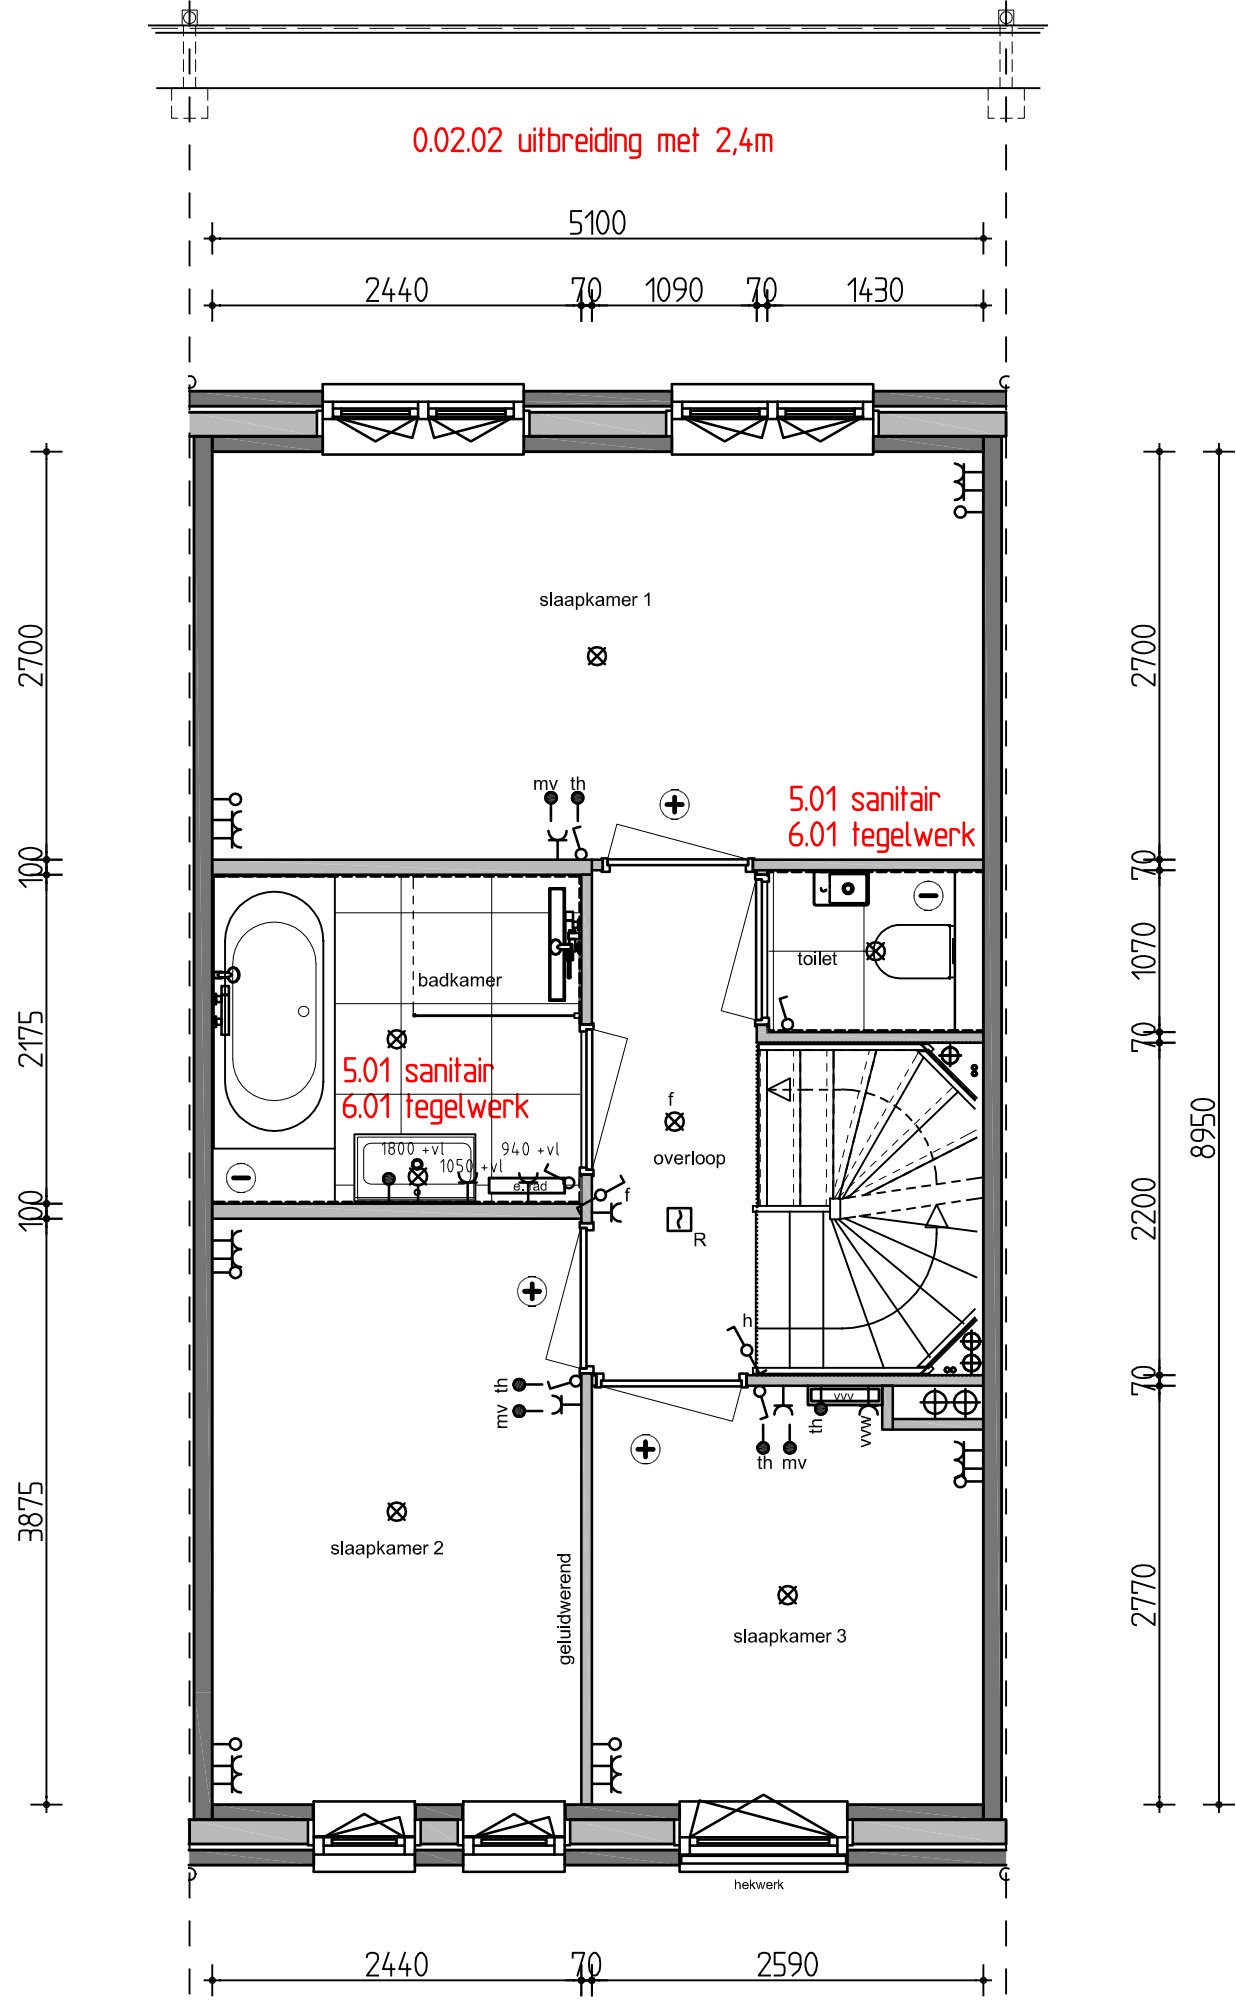 0.02.02 uitbreiding met 2,4m
5100
2440 70 1090 70 1430
slaapkamer 1
2700
2700
mv th
5.01 sanitair
6.01 tegelwerk
100
70
toilet
1070
badkamer
2175
70
5.01 sanitair
6.01 tegelwerk
f
overloop
8950
1800 +vl
940 +vl
1050 +vl
e.rad
f
100
2200
R
h
mv th
70
vvv
th
vvw
th mv
3875
slaapkamer 2
geluidwerend
2770
slaapkamer 3
hekwerk
2440 70 2590